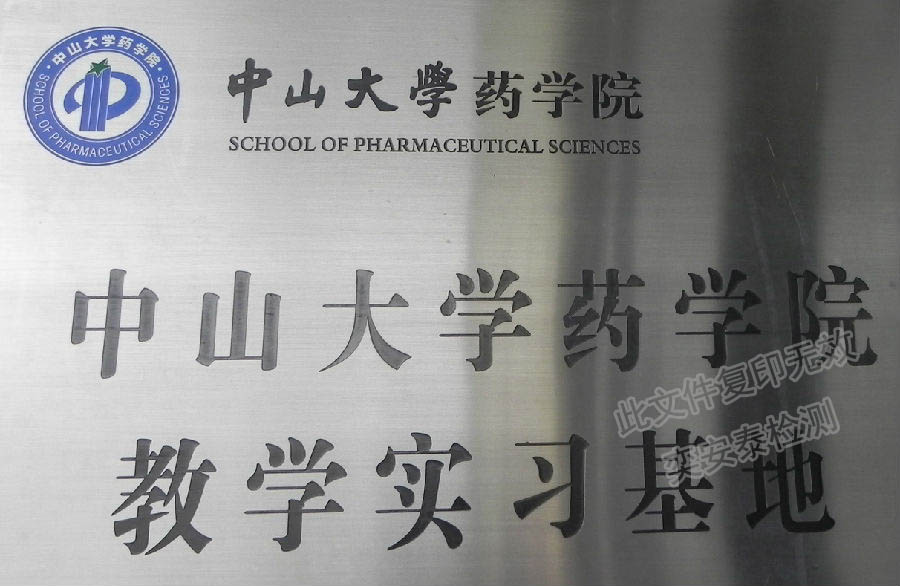 中山大学药学院
SCHOOL OF PHARMACEUTICAL SCIENCES
中山大學药学院
SCHOOL OF PHARMACEUTICAL SCIENCES
中山大学药学院
教学实习基地
此文件复印无效
奕安泰检测